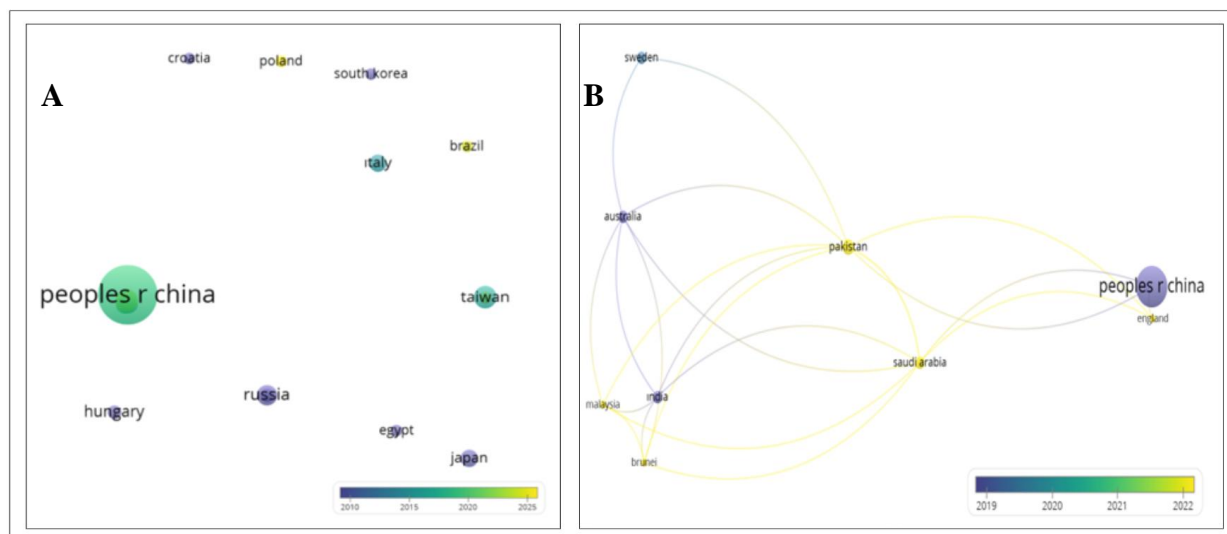 A
croatia
poland
south korea
brazil
italy
peoples r china
taiwan
russia
hungary
egypt
japan
2010 2015 2020 2025
B
sweden
australia
pakistan
peoples r china
england
saudi arabia
india
malaysia
brunei
2019 2020 2021 2022